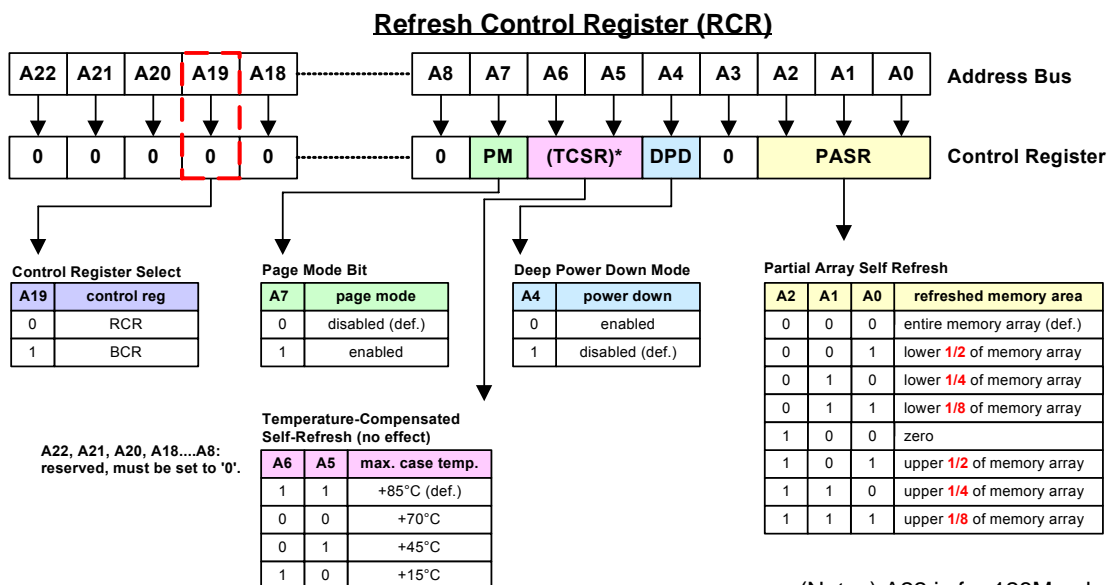 Refresh Control Register (RCR)
A22 A21 A20 A19 A18 A8 A7 A6 A5 A4 A3 A2 A1 A0 Address Bus
0 0 0 0 0 0 PM (TCSR)* DPD 0 PASR Control Register
Control Register Select
A19 control reg
0 RCR
1 BCR
Page Mode Bit
A7 page mode
0 disabled (def.)
1 enabled
Deep Power Down Mode
A4 power down
0 enabled
1 disabled (def.)
Partial Array Self Refresh
A2 A1 A0 refreshed memory area
0 0 0 entire memory array (def.)
0 0 1 lower 1/2 of memory array
0 1 0 lower 1/4 of memory array
0 1 1 lower 1/8 of memory array
1 0 0 zero
1 0 1 upper 1/2 of memory array
1 1 0 upper 1/4 of memory array
1 1 1 upper 1/8 of memory array
A22, A21, A20, A18....A8:
reserved, must be set to '0'.
Temperature-Compensated
Self-Refresh (no effect)
A6 A5 max. case temp.
1 1 +85°C (def.)
0 0 +70°C
0 1 +45°C
1 0 +15°C